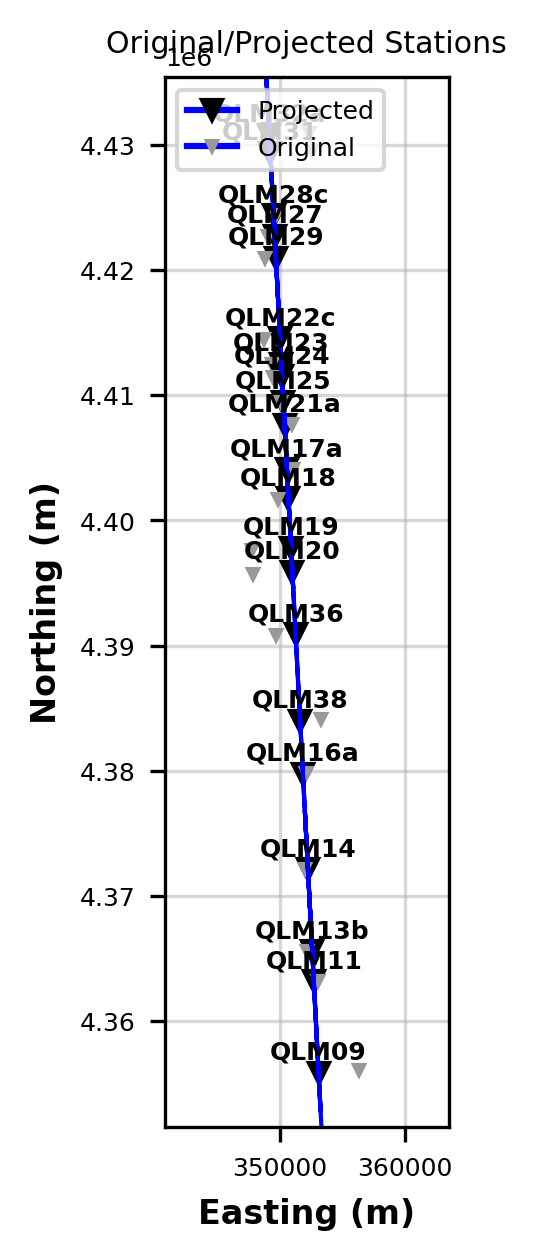 Original/Projected Stations
1e6
Projected
Original
QLM31
4.43
QLM28c
QLM27
QLM29
4.42
QLM22c
QLM23
QLM24
QLM25
4.41
QLM21a
QLM17a
QLM18
4.40
QLM19
QLM20
QLM36
4.39
QLM38
QLM16a
4.38
QLM14
4.37
QLM13b
QLM11
4.36
QLM09
Northing (m)
350000 360000
Easting (m)